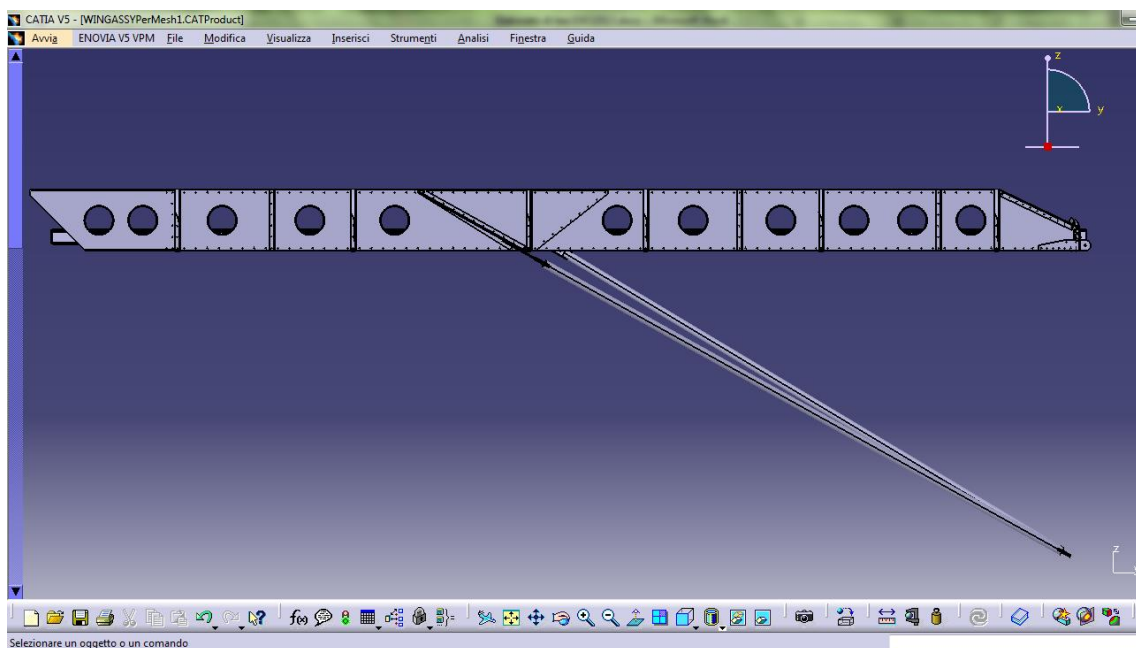 CATIA V5 - [WINGASSYPerMesh1.CATProduct]
Avvia ENOVIA V5 VPM File Modifica Visualizza Inserisci Strumenti Analisi Finestra Guida
z
x y
z
f(x)
Selezionare un oggetto o un comando